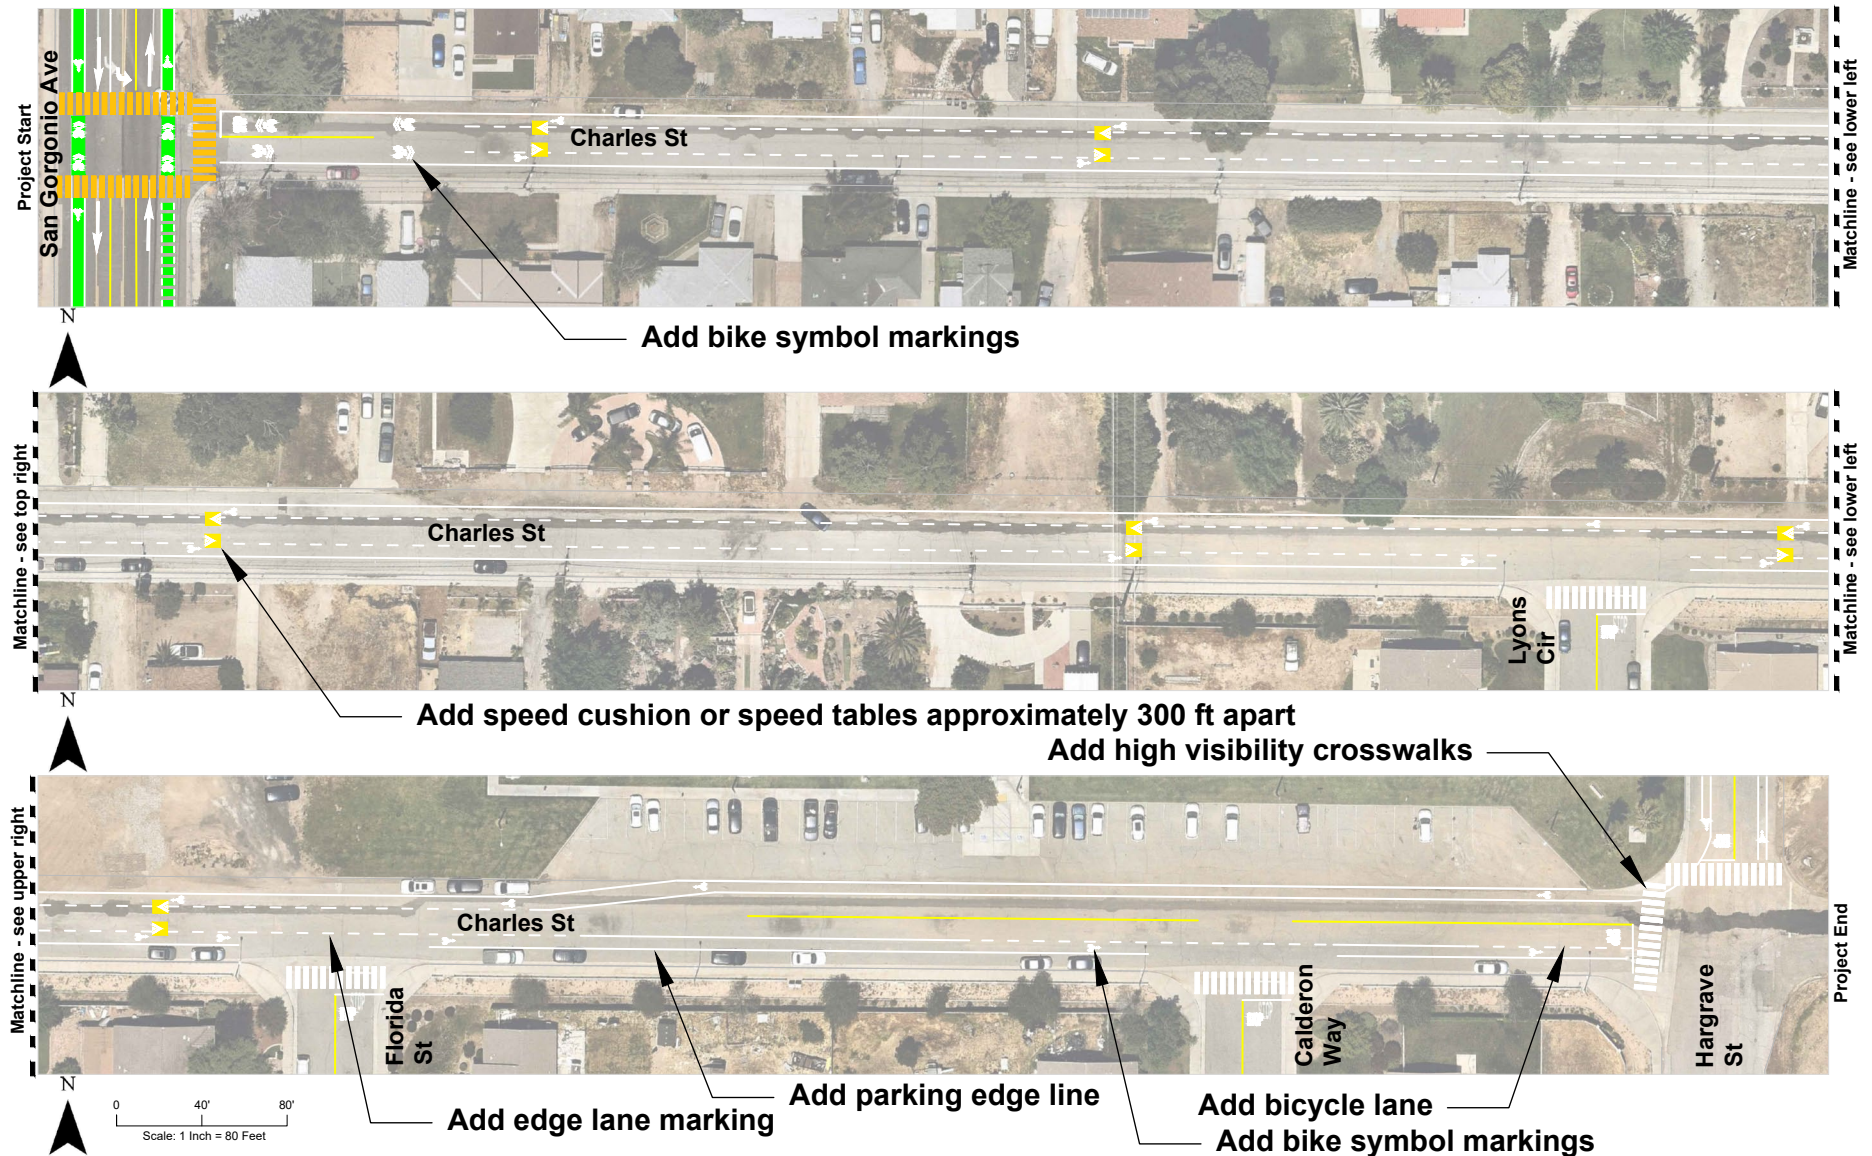 Project Start
San Gorgonio Ave
Charles St
Matchline - see lower left
N
Add bike symbol markings
Matchline - see top right
Charles St
Lyons
Cir
Matchline - see lower left
N
Add speed cushion or speed tables approximately 300 ft apart
Add high visibility crosswalks
Matchline - see upper right
Charles St
Florida
St
Calderon
Way
Hargrave
St
Project End
N
0 40' 80'
Scale: 1 Inch = 80 Feet
Add edge lane marking
Add parking edge line
Add bicycle lane
Add bike symbol markings